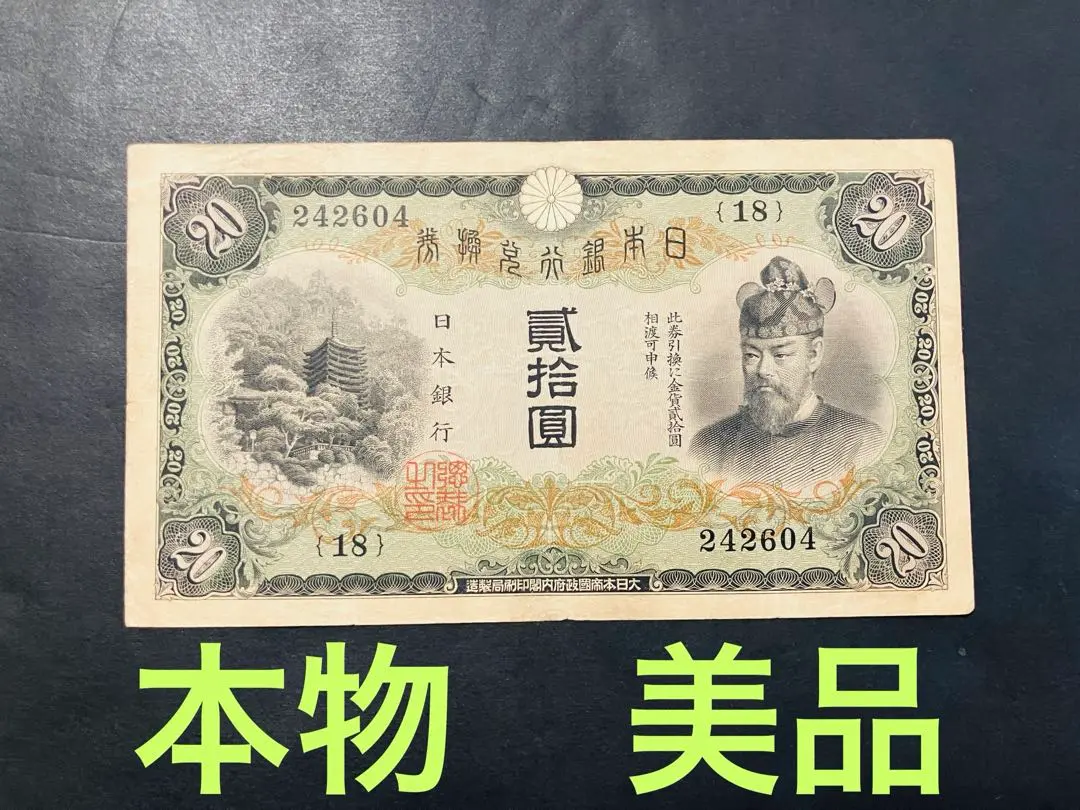 242604
{18}
日本銀行兌換券
20
20
日本銀行
貳拾圓
此券引換に金貨貳拾圓
相渡可申候
{18}
242604
20
20
大日本帝國政府内閣印刷局製造
本物 美品